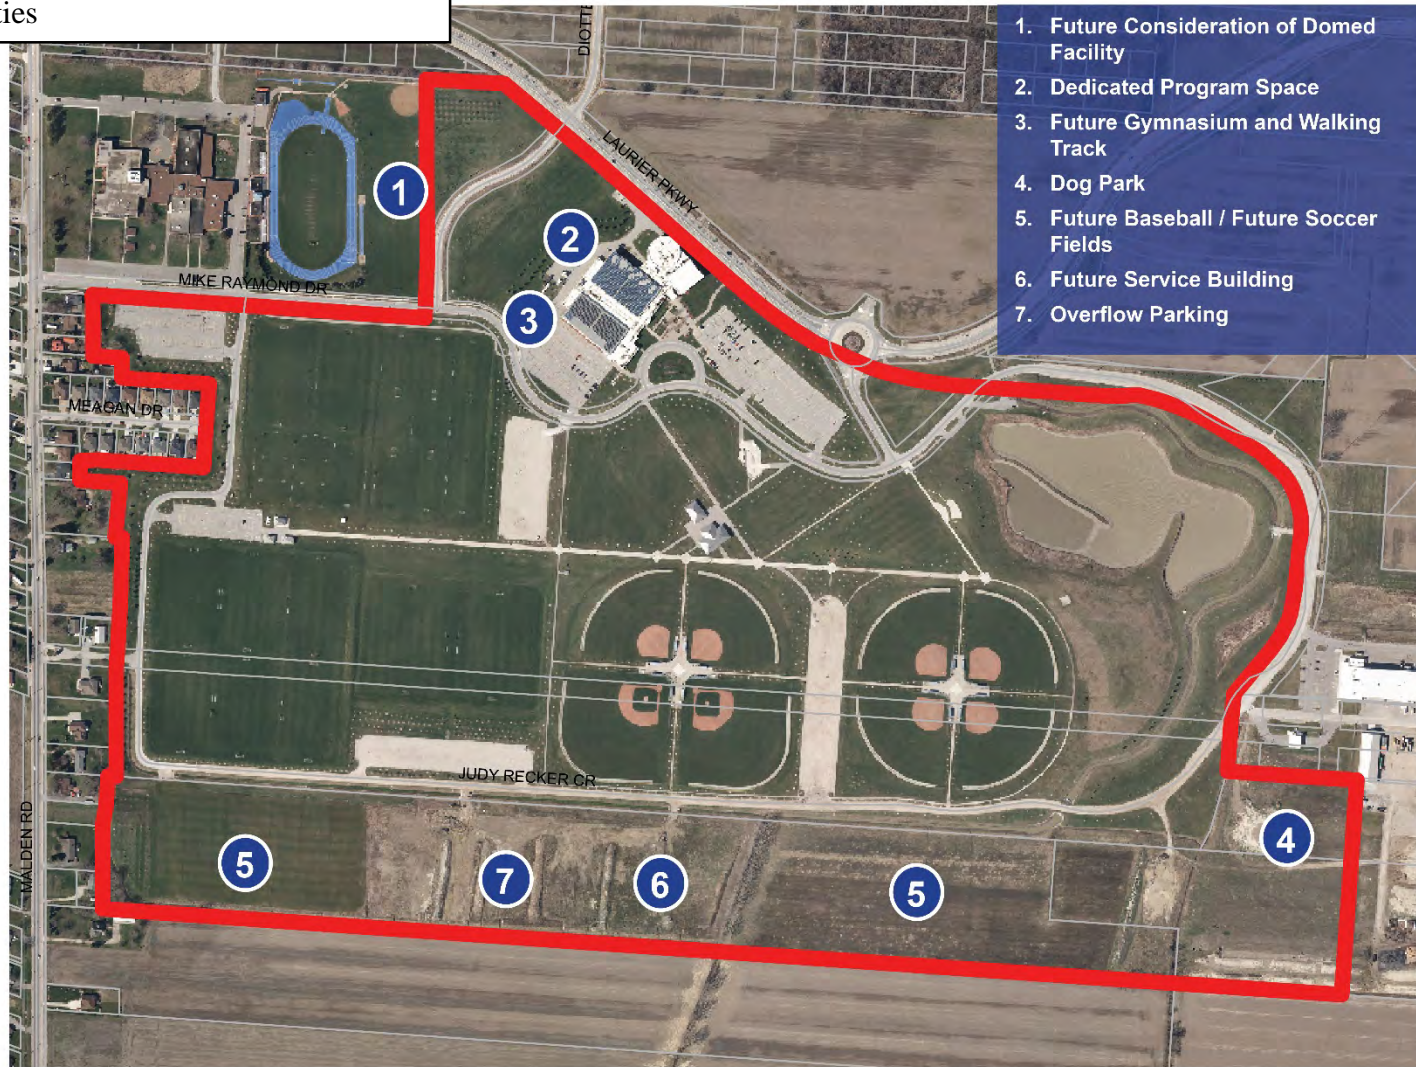 ties
1. Future Consideration of Domed
Facility
2. Dedicated Program Space
3. Future Gymnasium and Walking
Track
4. Dog Park
5. Future Baseball / Future Soccer
Fields
6. Future Service Building
7. Overflow Parking
DIOTTE
LAURIER PKWY
1
2
MIKE RAYMOND DR
3
MEAGAN DR
JUDY RECKER CR
MALDEN RD
4
5
7
6
5